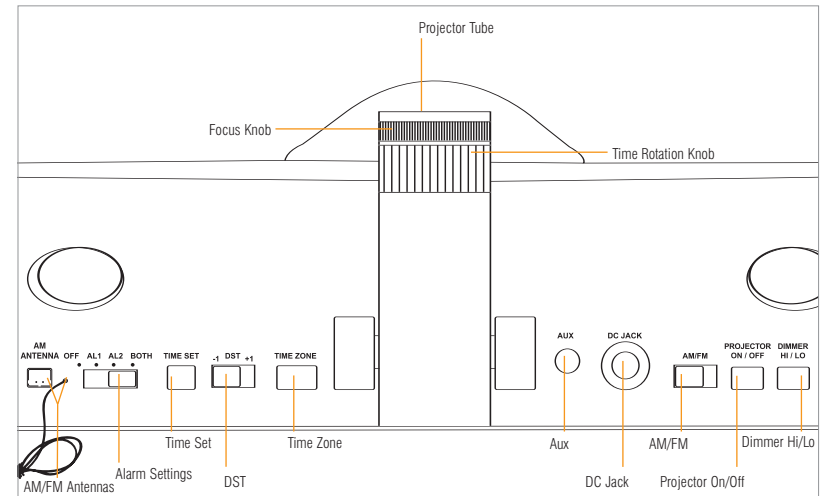 Projector Tube
Focus Knob
Time Rotation Knob
AM
ANTENNA
OFF AL1 AL2 BOTH
TIME SET
-1 DST +1
TIME ZONE
AUX
DC JACK
AM/FM
PROJECTOR
ON / OFF
DIMMER
HI / LO
Time Set
Time Zone
Aux
AM/FM
Dimmer Hi/Lo
AM/FM Antennas
Alarm Settings
DST
DC Jack
Projector On/Off